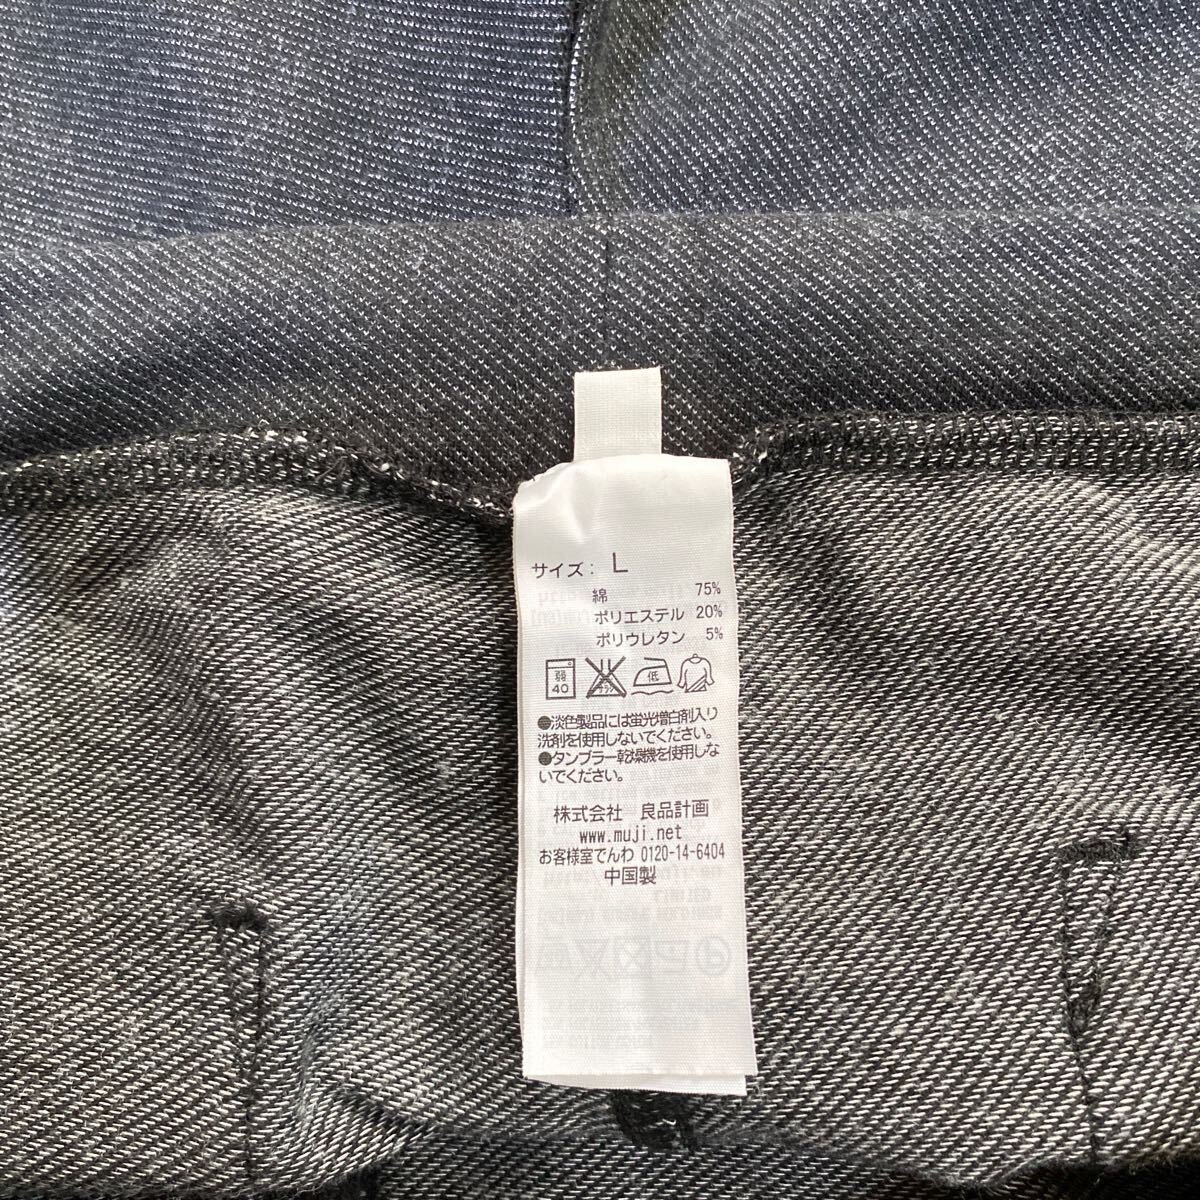 サイズ: L
綿 75%
ポリエステル 20%
ポリウレタン 5%
弱 40 サラシ 低
●淡色製品には蛍光増白剤入り
洗剤を使用しないでください。
●タンブラー乾燥機を使用しな
いでください。
株式会社 良品計画
www.muji.net
お客様室でんわ 0120-14-6404
中国製